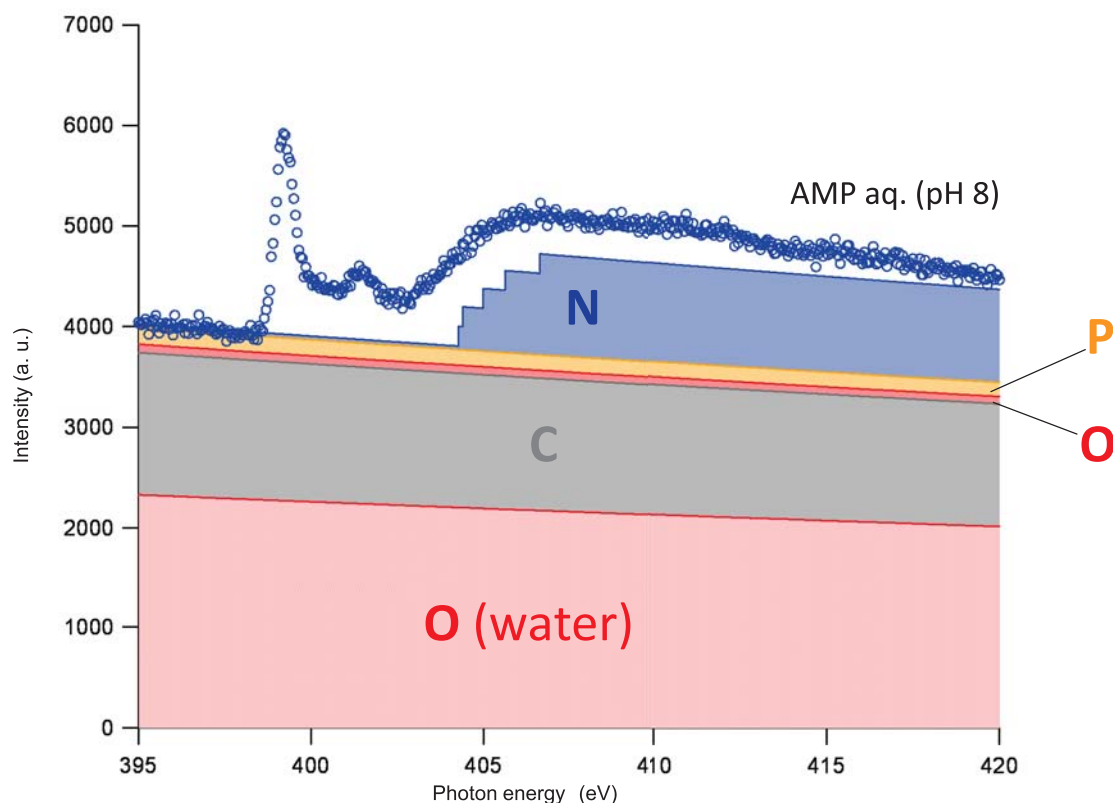 7000
6000
5000
4000
3000
2000
1000
0
Intensity (a. u.)
AMP aq. (pH 8)
N
P
O
C
O (water)
395
400
405
410
415
420
Photon energy (eV)